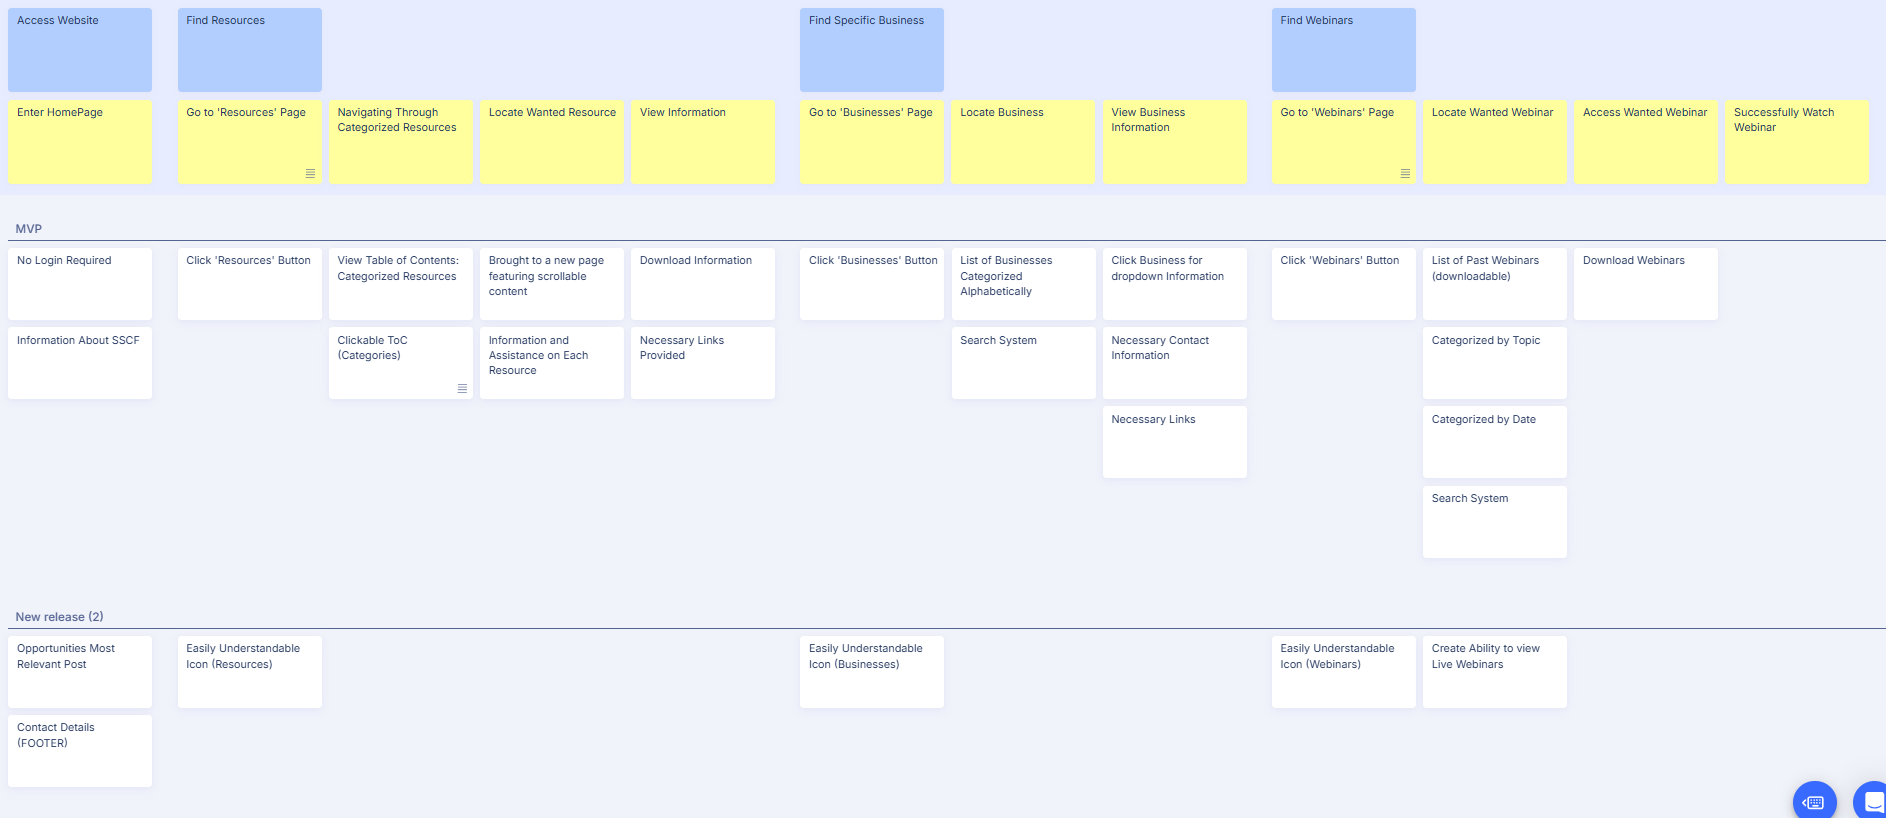 Access Website
Find Resources
Find Specific Business
Find Webinars
Enter HomePage
Go to 'Resources' Page
Navigating Through
Categorized Resources
Locate Wanted Resource
View Information
Go to 'Businesses' Page
Locate Business
View Business
Information
Go to 'Webinars' Page
Locate Wanted Webinar
Access Wanted Webinar
Successfully Watch
Webinar
MVP
No Login Required
Click 'Resources' Button
View Table of Contents:
Categorized Resources
Brought to a new page
featuring scrollable
content
Download Information
Click 'Businesses' Button
List of Businesses
Categorized
Alphabetically
Click Business for
dropdown Information
Click 'Webinars' Button
List of Past Webinars
(downloadable)
Download Webinars
Information About SSCF
Clickable ToC
(Categories)
Information and
Assistance on Each
Resource
Necessary Links
Provided
Search System
Necessary Contact
Information
Categorized by Topic
Necessary Links
Categorized by Date
Search System
New release (2)
Opportunities Most
Relevant Post
Easily Understandable
Icon (Resources)
Easily Understandable
Icon (Businesses)
Easily Understandable
Icon (Webinars)
Create Ability to view
Live Webinars
Contact Details
(FOOTER)